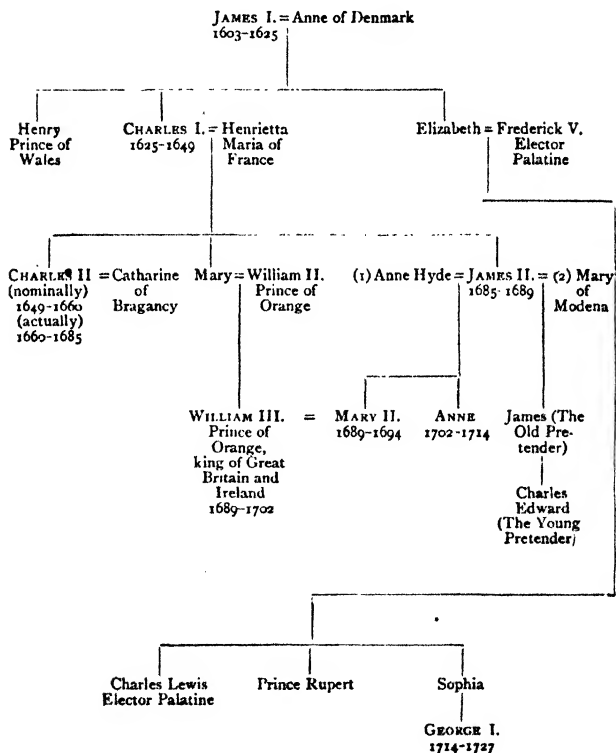 JAMES I. = Anne of Denmark
1603-1625
Henry
Prince of
Wales
CHARLES I. = Henrietta
1625-1649 Maria of
France
Elizabeth = Frederick V.
Elector
Palatine
CHARLES II = Catharine
(nominally) of
1649-1660 Bragancy
(actually)
1660-1685
Mary = William II.
Prince of
Orange
(1) Anne Hyde = JAMES II. = (2) Mary
1685-1689 of
Modena
WILLIAM III. = MARY II.
Prince of 1689-1694
Orange,
king of Great
Britain and
Ireland
1689-1702
ANNE
1702-1714
James (The
Old Pre-
tender)
Charles
Edward
(The Young
Pretender)
Charles Lewis
Elector Palatine
Prince Rupert
Sophia
GEORGE I.
1714-1727